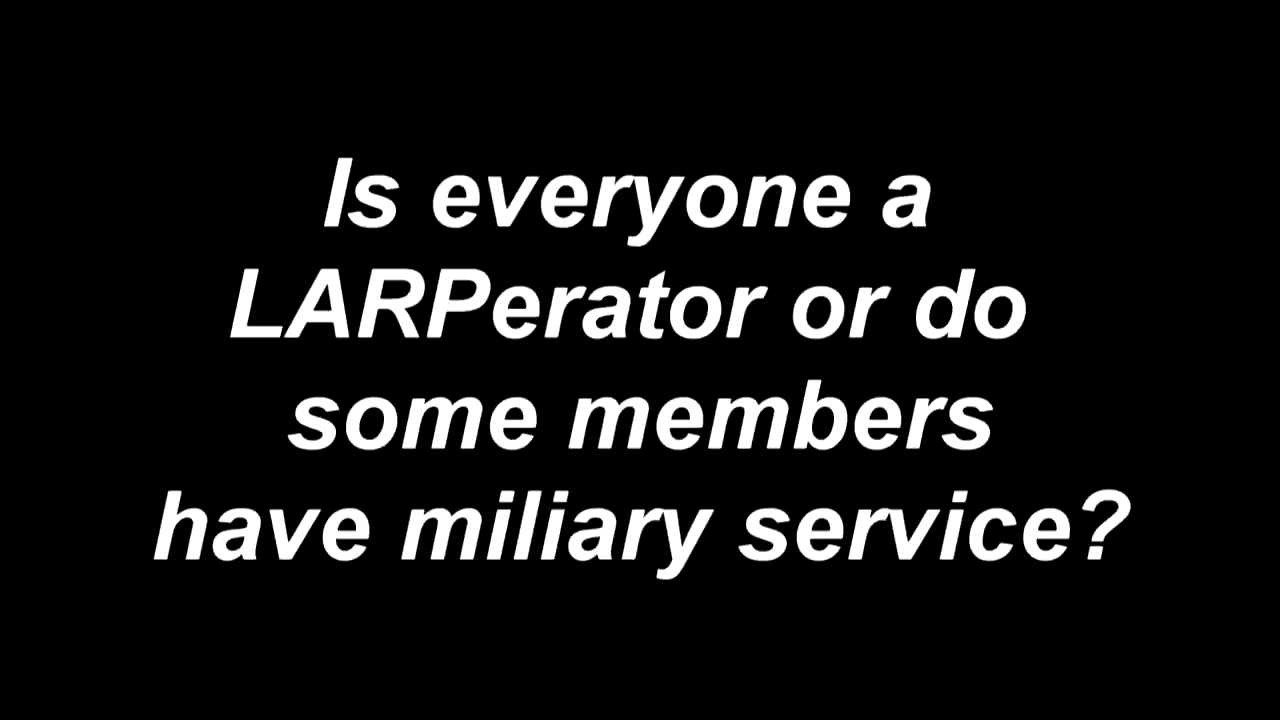 Is everyone a
LARPerator or do
some members
have miliary service?